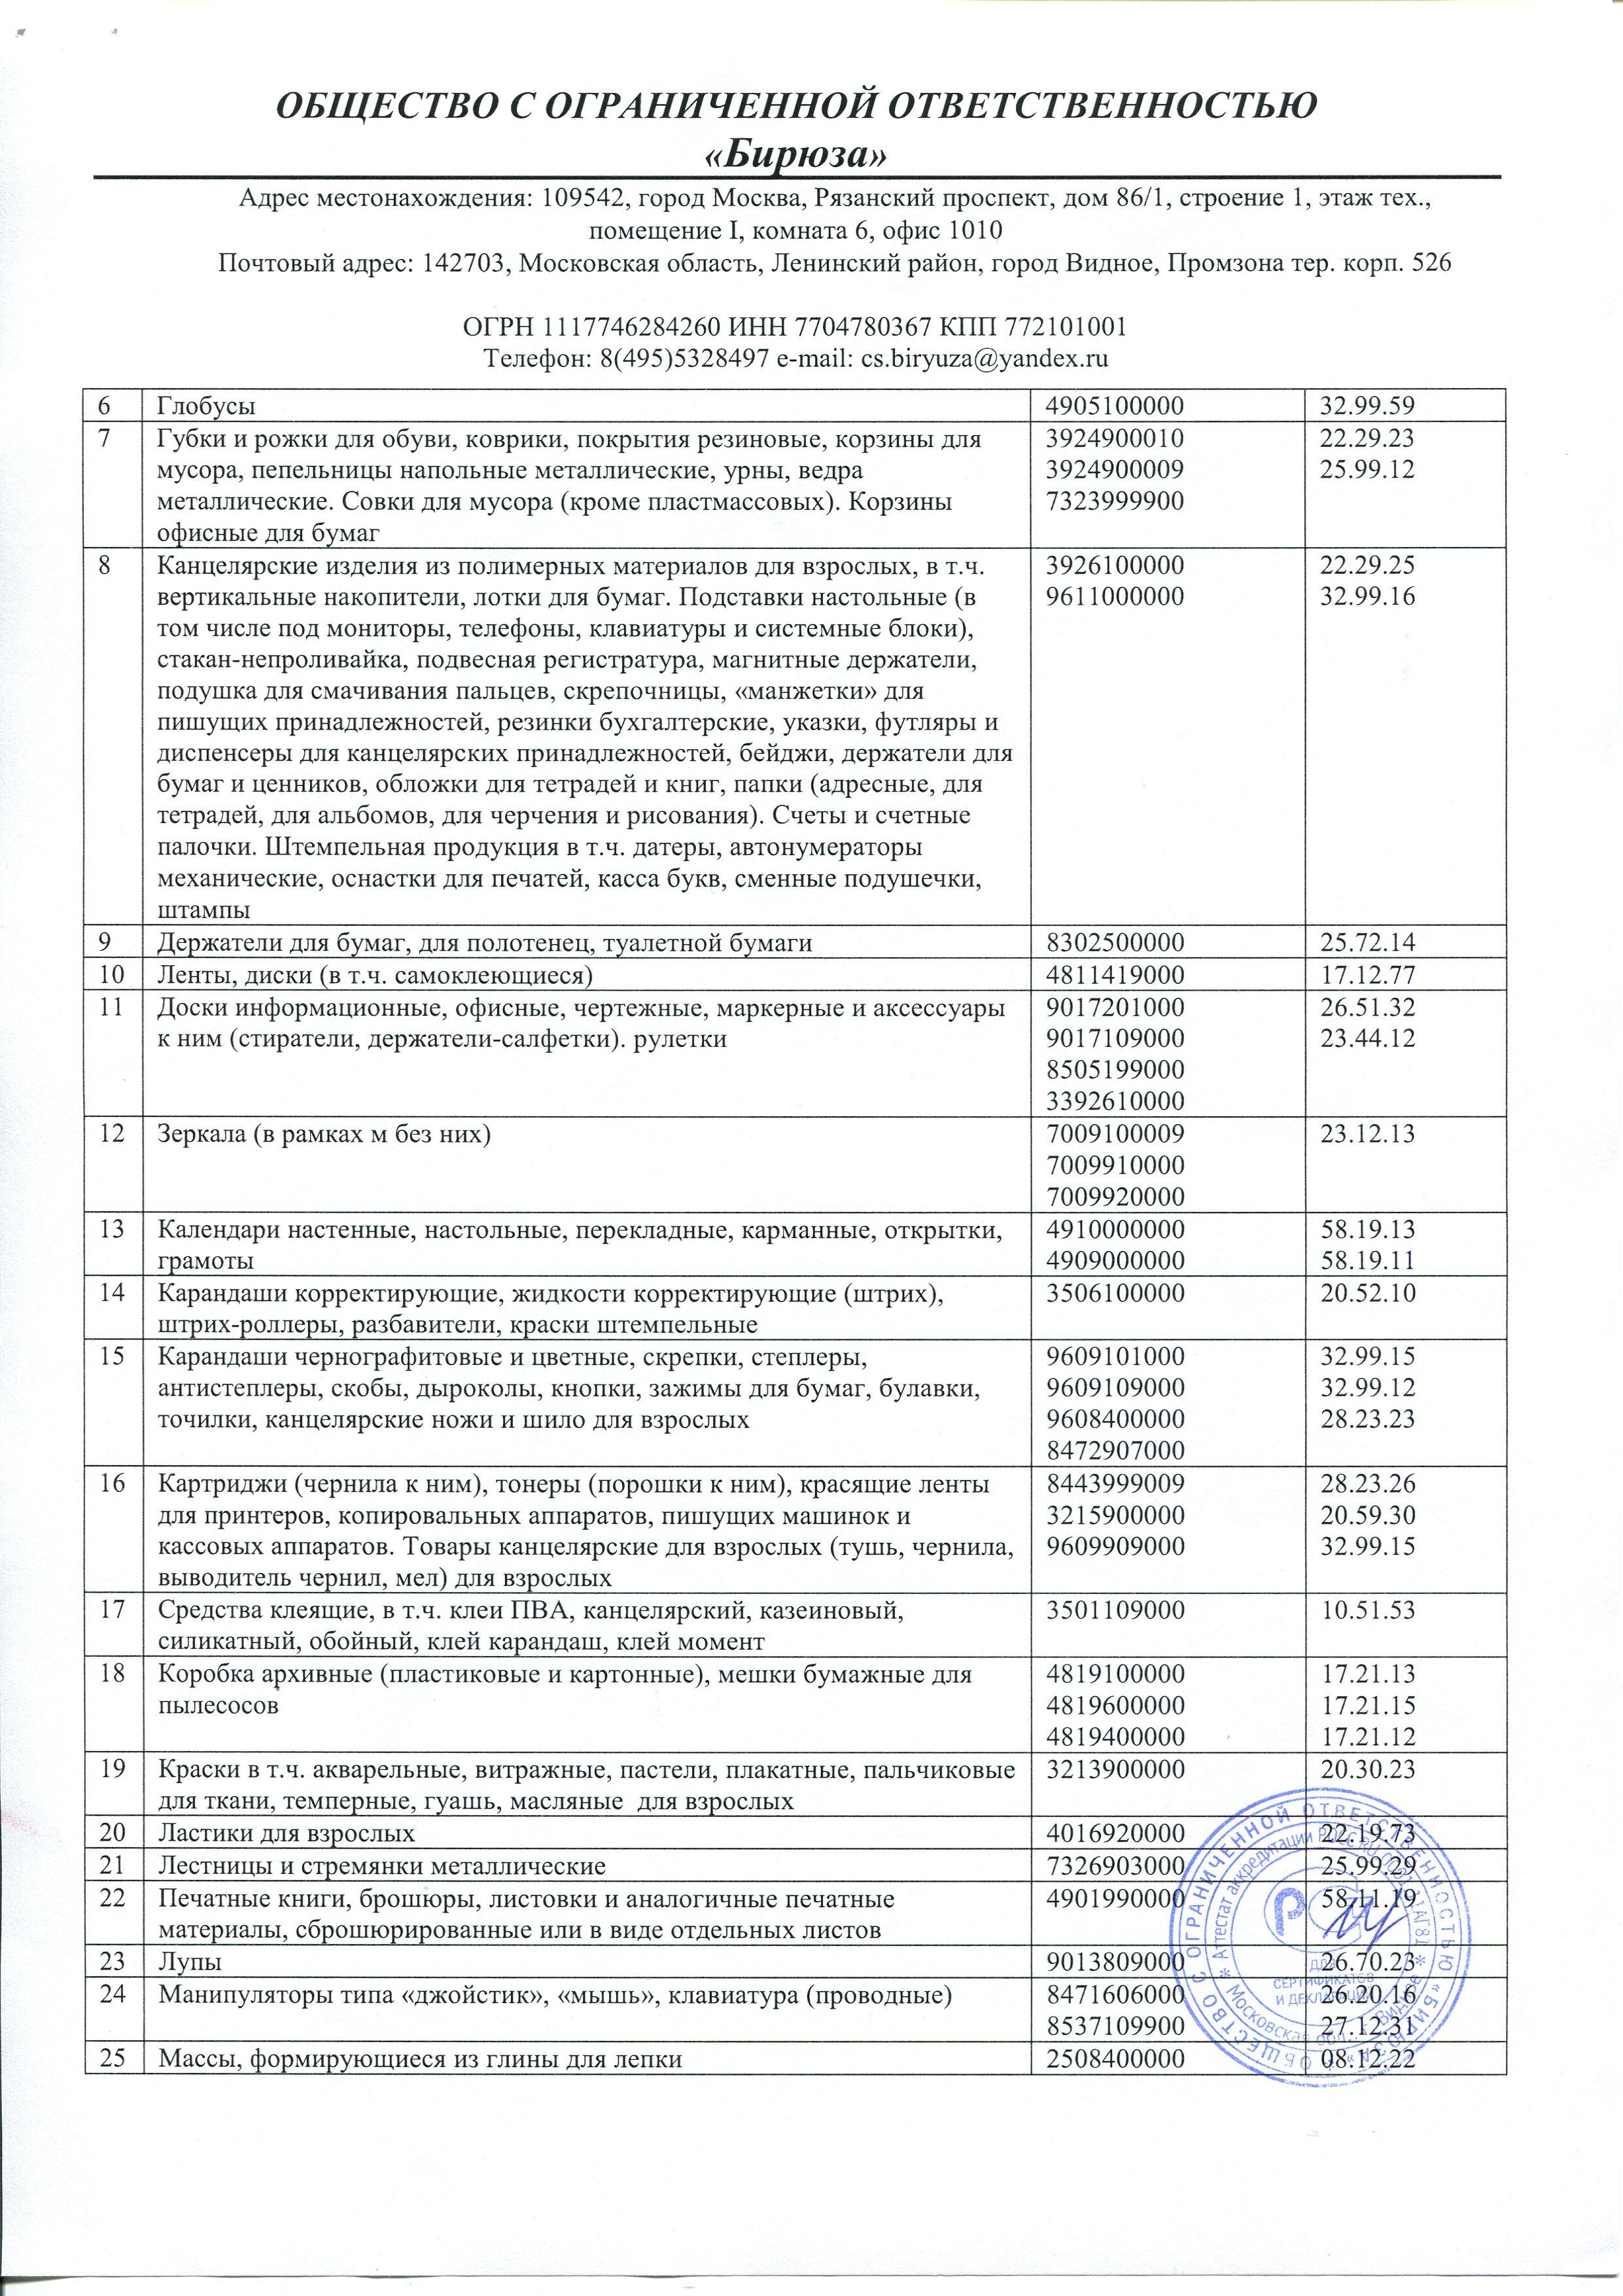 ОБЩЕСТВО С ОГРАНИЧЕННОЙ ОТВЕТСТВЕННОСТЬЮ
«Бирюза»
Адрес местонахождения: 109542, город Москва, Рязанский проспект, дом 86/1, строение 1, этаж тех.,
помещение I, комната 6, офис 1010
Почтовый адрес: 142703, Московская область, Ленинский район, город Видное, Промзона тер. корп. 526
ОГРН 1117746284260 ИНН 7704780367 КПП 772101001
Телефон: 8(495)5328497 e-mail: cs.biryuza@yandex.ru
6 Глобусы 4905100000 32.99.59
7 Губки и рожки для обуви, коврики, покрытия резиновые, корзины для 3924900010 22.29.23
мусора, пепельницы напольные металлические, урны, ведра 3924900009 25.99.12
металлические. Совки для мусора (кроме пластмассовых). Корзины 7323999900
офисные для бумаг
8 Канцелярские изделия из полимерных материалов для взрослых, в т.ч. 3926100000 22.29.25
вертикальные накопители, лотки для бумаг. Подставки настольные (в 9611000000 32.99.16
том числе под мониторы, телефоны, клавиатуры и системные блоки),
стакан-непроливайка, подвесная регистратура, магнитные держатели,
подушка для смачивания пальцев, скрепочницы, «манжетки» для
пишущих принадлежностей, резинки бухгалтерские, указки, футляры и
диспенсеры для канцелярских принадлежностей, бейджи, держатели для
бумаг и ценников, обложки для тетрадей и книг, папки (адресные, для
тетрадей, для альбомов, для черчения и рисования). Счеты и счетные
палочки. Штемпельная продукция в т.ч. датеры, автонумераторы
механические, оснастки для печатей, касса букв, сменные подушечки,
штампы
9 Держатели для бумаг, для полотенец, туалетной бумаги 8302500000 25.72.14
10 Ленты, диски (в т.ч. самоклеющиеся) 4811419000 17.12.77
11 Доски информационные, офисные, чертежные, маркерные и аксессуары 9017201000 26.51.32
к ним (стиратели, держатели-салфетки). рулетки 9017109000 23.44.12
8505199000
3392610000
12 Зеркала (в рамках м без них) 7009100009 23.12.13
7009910000
7009920000
13 Календари настенные, настольные, перекладные, карманные, открытки, 4910000000 58.19.13
грамоты 4909000000 58.19.11
14 Карандаши корректирующие, жидкости корректирующие (штрих), 3506100000 20.52.10
штрих-роллеры, разбавители, краски штемпельные
15 Карандаши чернографитовые и цветные, скрепки, степлеры, 9609101000 32.99.15
антистеплеры, скобы, дыроколы, кнопки, зажимы для бумаг, булавки, 9609109000 32.99.12
точилки, канцелярские ножи и шило для взрослых 9608400000 28.23.23
8472907000
16 Картриджи (чернила к ним), тонеры (порошки к ним), красящие ленты 8443999009 28.23.26
для принтеров, копировальных аппаратов, пишущих машинок и 3215900000 20.59.30
кассовых аппаратов. Товары канцелярские для взрослых (тушь, чернила, 9609909000 32.99.15
выводитель чернил, мел) для взрослых
17 Средства клеящие, в т.ч. клеи ПВА, канцелярский, казеиновый, 3501109000 10.51.53
силикатный, обойный, клей карандаш, клей момент
18 Коробка архивные (пластиковые и картонные), мешки бумажные для 4819100000 17.21.13
пылесосов 4819600000 17.21.15
4819400000 17.21.12
19 Краски в т.ч. акварельные, витражные, пастели, плакатные, пальчиковые 3213900000 20.30.23
для ткани, темперные, гуашь, масляные для взрослых
20 Ластики для взрослых 4016920000 22.19.73
21 Лестницы и стремянки металлические 7326903000 25.99.29
22 Печатные книги, брошюры, листовки и аналогичные печатные 4901990000 58.11.19
материалы, сброшюрированные или в виде отдельных листов
23 Лупы 9013809000 26.70.23
24 Манипуляторы типа «джойстик», «мышь», клавиатура (проводные) 8471606000 26.20.16
8537109900 27.12.31
25 Массы, формирующиеся из глины для лепки 2508400000 08.12.22
ОБЩЕСТВО С ОГРАНИЧЕННОЙ ОТВЕТСТВЕННОСТЬЮ «БИРЮЗА»
Аттестат аккредитации РОСС RU
Московская обл., г. Видное
ДЛЯ
СЕРТИФИКАТОВ
И ДЕКЛАРАЦИЙ